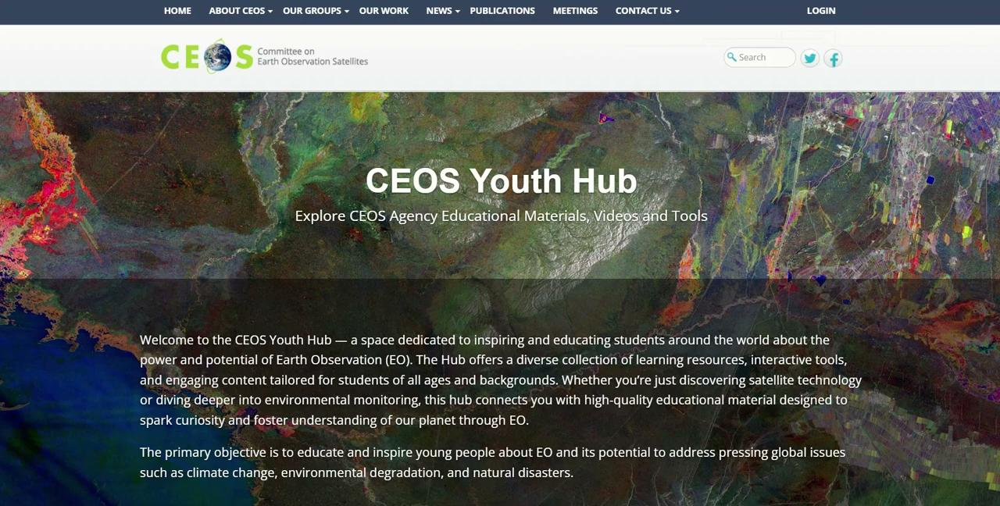 HOME ABOUT CEOS OUR GROUPS OUR WORK NEWS PUBLICATIONS MEETINGS CONTACT US LOGIN
CEOS Committee on
Earth Observation Satellites
Search
CEOS Youth Hub
Explore CEOS Agency Educational Materials, Videos and Tools
Welcome to the CEOS Youth Hub — a space dedicated to inspiring and educating students around the world about the
power and potential of Earth Observation (EO). The Hub offers a diverse collection of learning resources, interactive tools,
and engaging content tailored for students of all ages and backgrounds. Whether you’re just discovering satellite technology
or diving deeper into environmental monitoring, this hub connects you with high-quality educational material designed to
spark curiosity and foster understanding of our planet through EO.
The primary objective is to educate and inspire young people about EO and its potential to address pressing global issues
such as climate change, environmental degradation, and natural disasters.